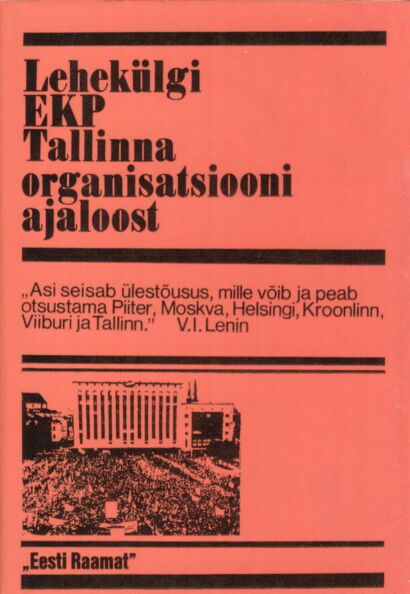 Lehekülgi
EKP
Tallinna
organisatsiooni
ajaloost
„Asi seisab ülestõusus, mille võib ja peab
otsustama Piiter, Moskva, Helsingi, Kroonlinn,
Viiburi ja Tallinn.” V.I. Lenin
„Eesti Raamat”